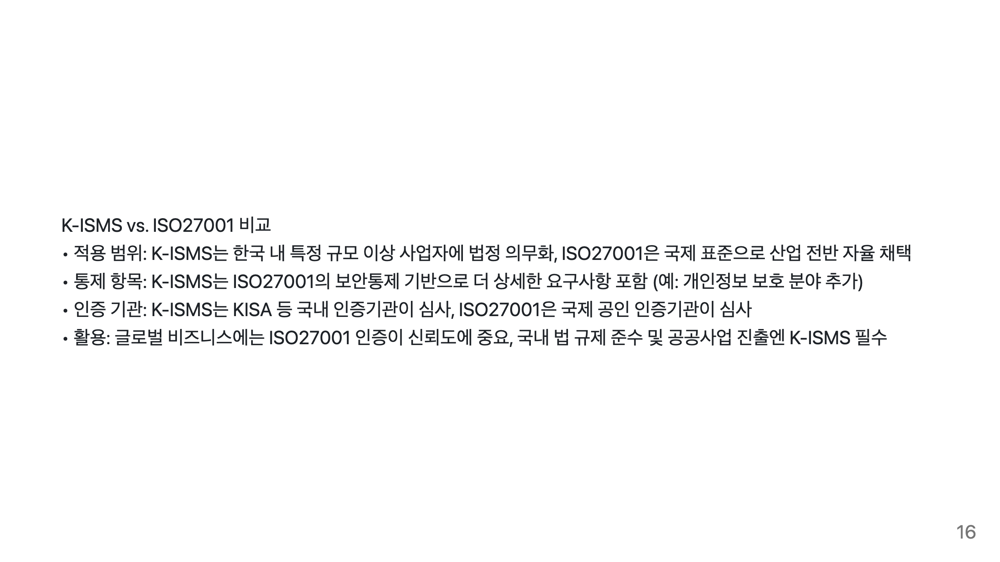 K-ISMS vs. ISO27001 비교
• 적용 범위: K-ISMS는 한국 내 특정 규모 이상 사업자에 법정 의무화, ISO27001은 국제 표준으로 산업 전반 자율 채택
• 통제 항목: K-ISMS는 ISO27001의 보안통제 기반으로 더 상세한 요구사항 포함 (예: 개인정보 보호 분야 추가)
• 인증 기관: K-ISMS는 KISA 등 국내 인증기관이 심사, ISO27001은 국제 공인 인증기관이 심사
• 활용: 글로벌 비즈니스에는 ISO27001 인증이 신뢰도에 중요, 국내 법 규제 준수 및 공공사업 진출엔 K-ISMS 필수
16